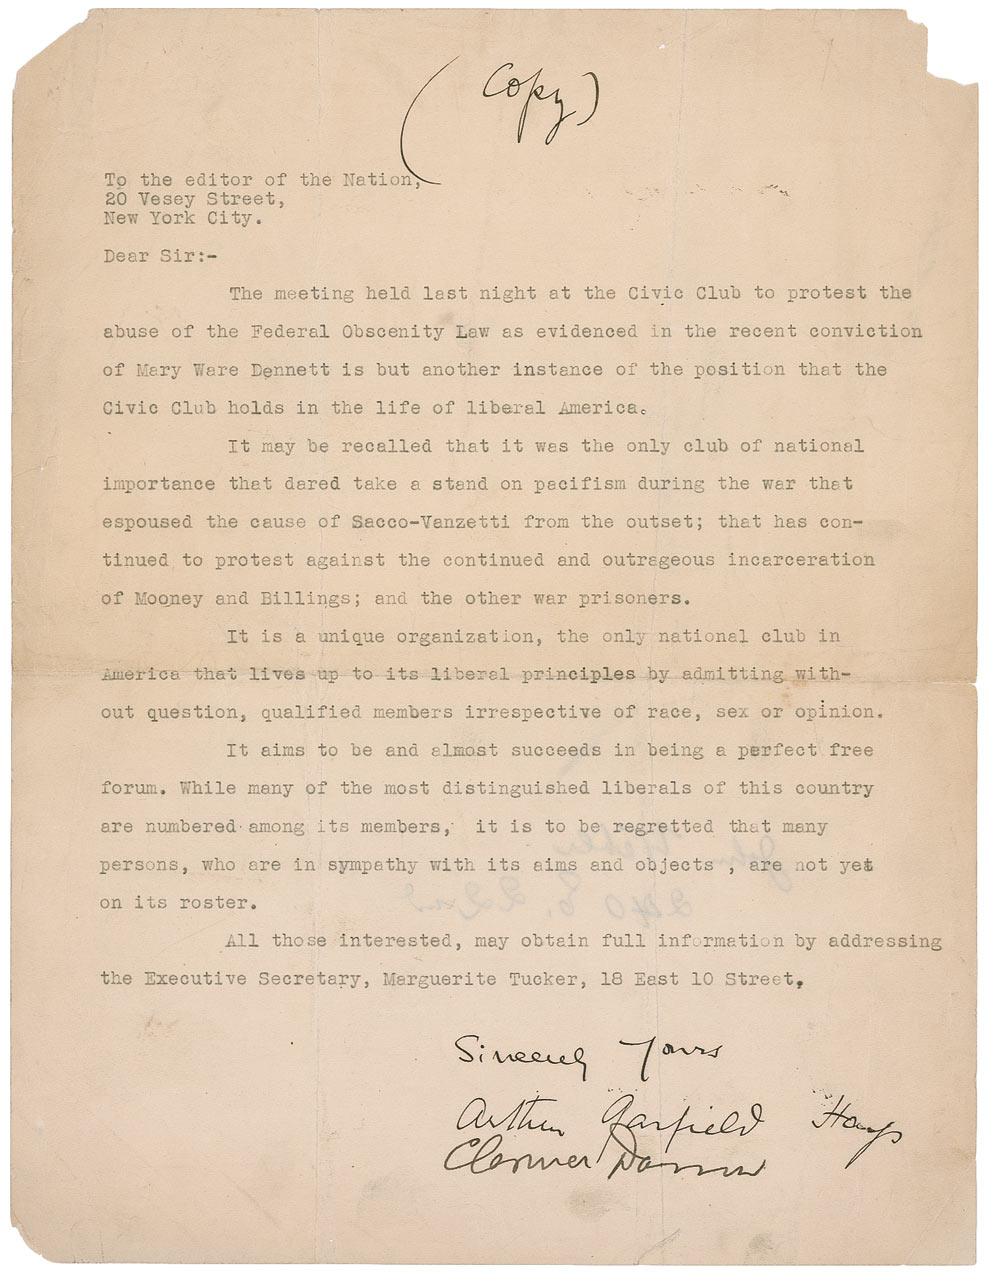 (Copy)
To the editor of the Nation,
20 Vesey Street,
New York City.
Dear Sir:-
The meeting held last night at the Civic Club to protest the
abuse of the Federal Obscenity Law as evidenced in the recent conviction
of Mary Ware Dennett is but another instance of the position that the
Civic Club holds in the life of liberal America.
It may be recalled that it was the only club of national
importance that dared take a stand on pacifism during the war that
espoused the cause of Sacco-Vanzetti from the outset; that has con-
tinued to protest against the continued and outrageous incarceration
of Mooney and Billings; and the other war prisoners.
It is a unique organization, the only national club in
America that lives up to its liberal principles by admitting with-
out question, qualified members irrespective of race, sex or opinion.
It aims to be and almost succeeds in being a perfect free
forum. While many of the most distinguished liberals of this country
are numbered among its members, it is to be regretted that many
persons, who are in sympathy with its aims and objects , are not yet
on its roster.
All those interested, may obtain full information by addressing
the Executive Secretary, Marguerite Tucker, 18 East 10 Street.
Sincerely Yours
Arthur Garfield Hays
Clarence Darrow